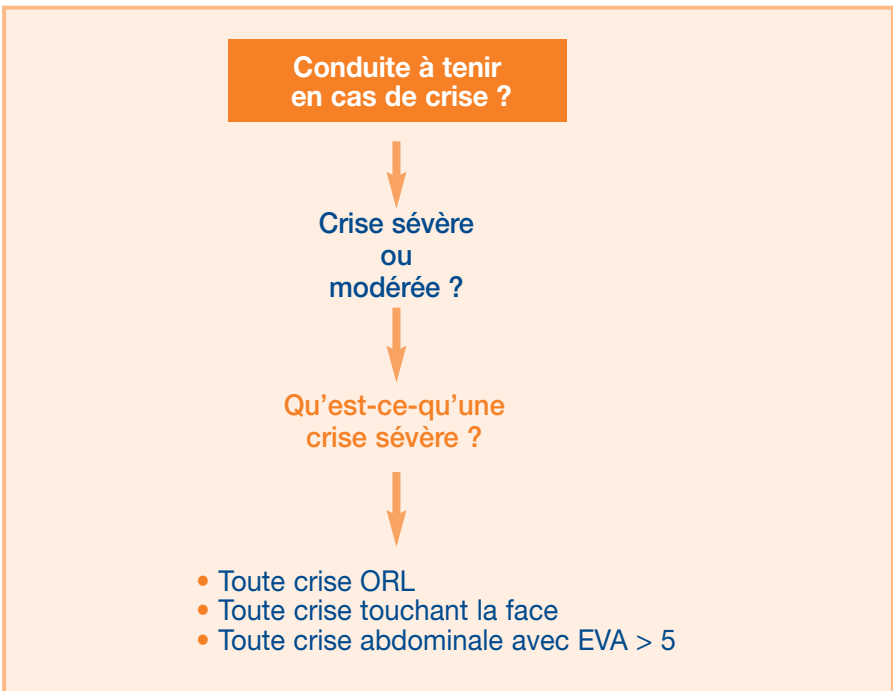 Conduite à tenir
en cas de crise ?
Crise sévère
ou
modérée ?
Qu’est-ce-qu’une
crise sévère ?
• Toute crise ORL
• Toute crise touchant la face
• Toute crise abdominale avec EVA > 5